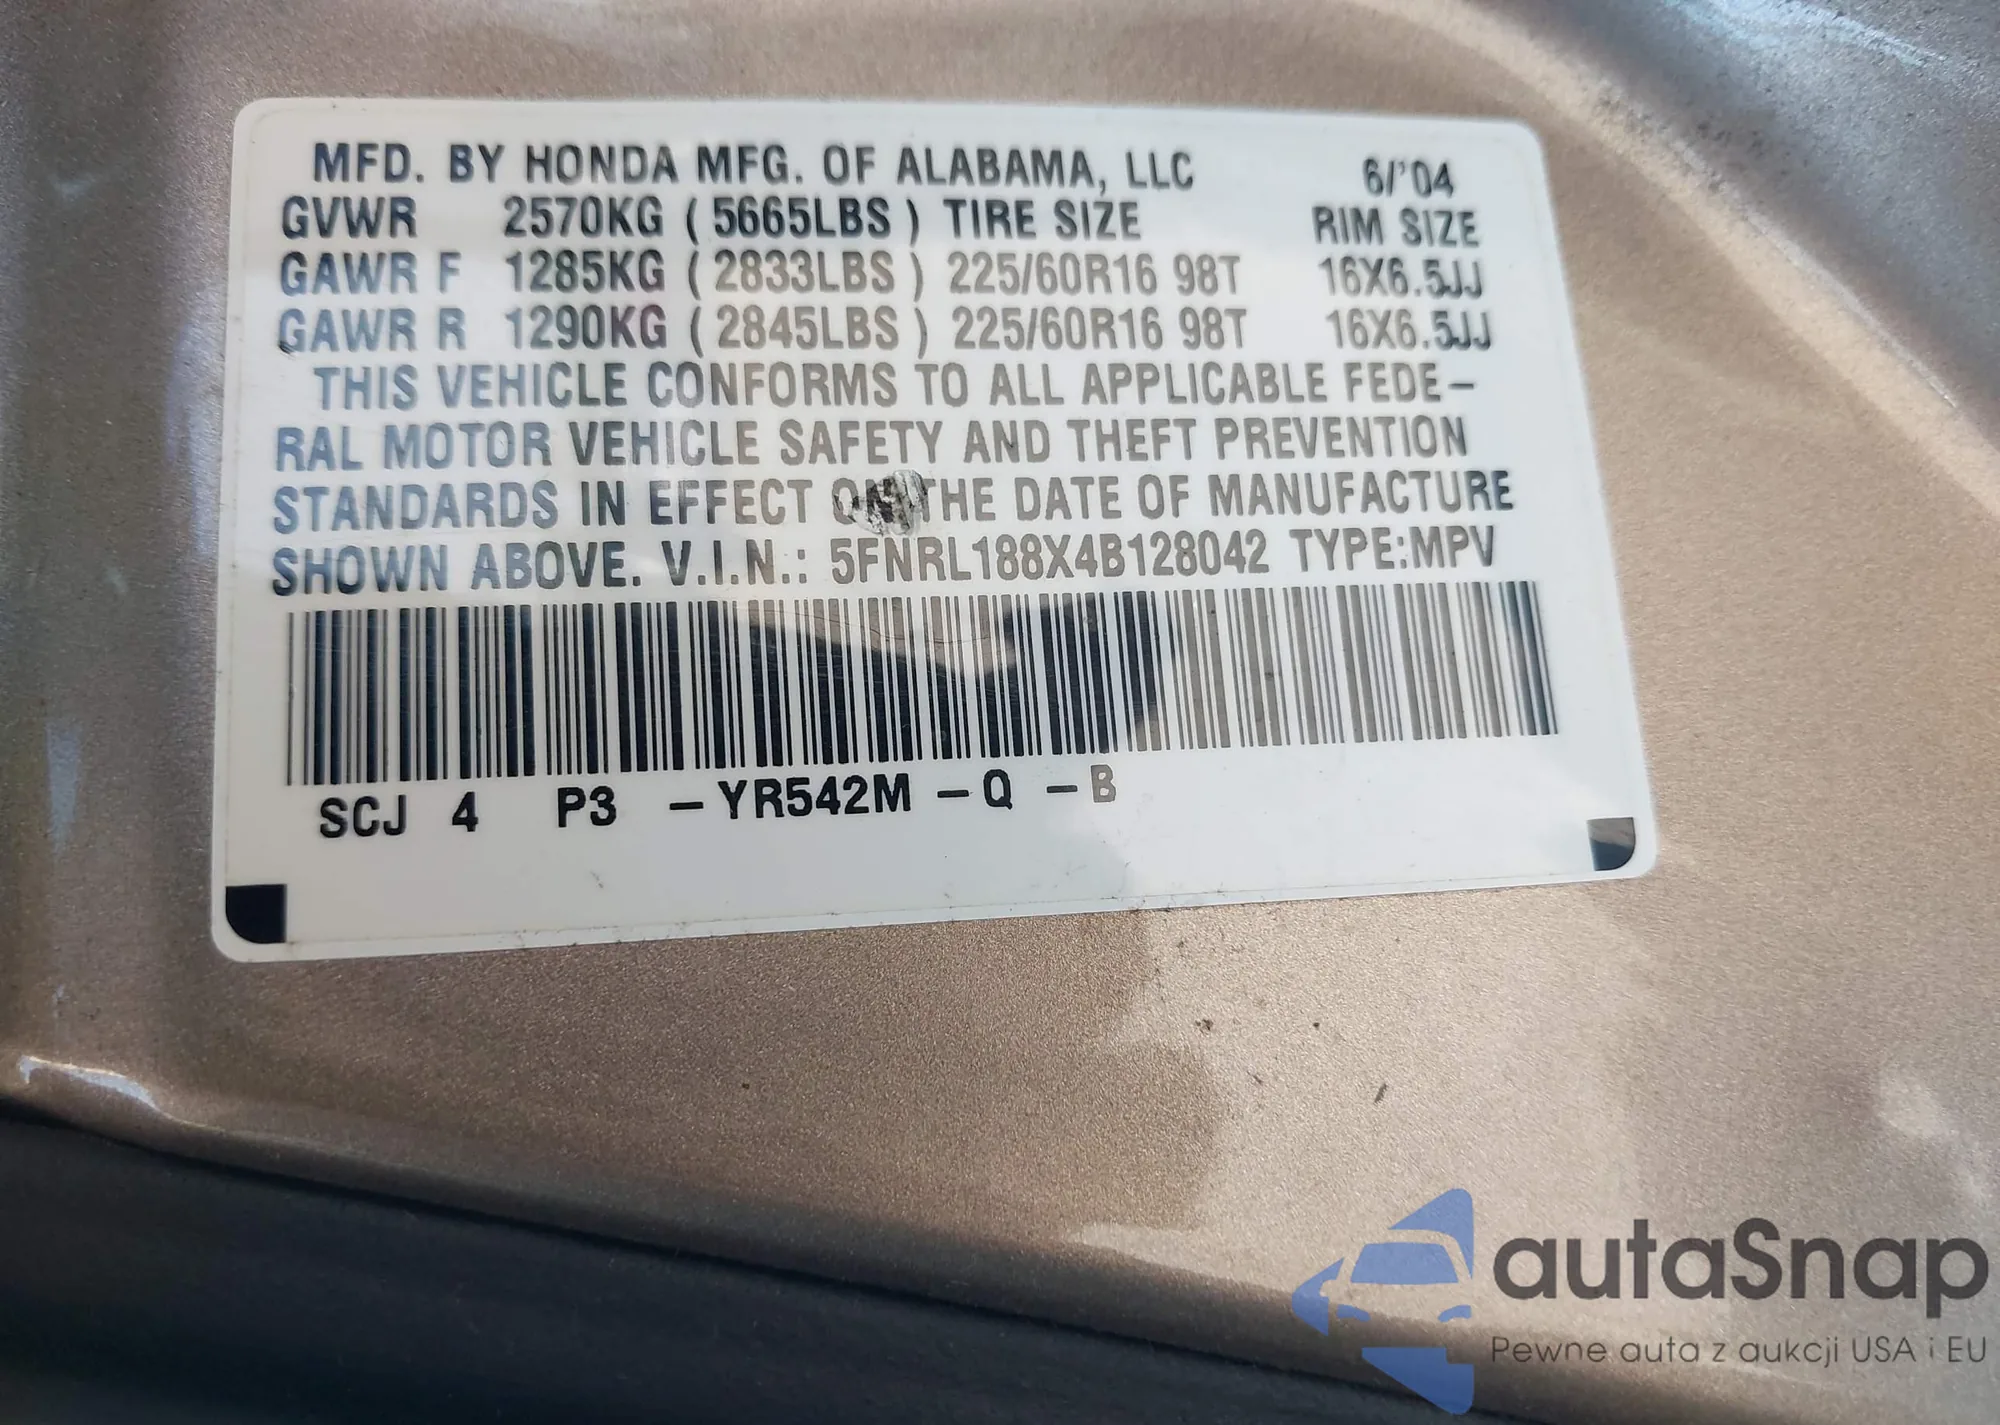 MFD. BY HONDA MFG. OF ALABAMA, LLC 6/'04
GVWR 2570KG ( 5665LBS ) TIRE SIZE RIM SIZE
GAWR F 1285KG ( 2833LBS ) 225/60R16 98T 16X6.5JJ
GAWR R 1290KG ( 2845LBS ) 225/60R16 98T 16X6.5JJ
THIS VEHICLE CONFORMS TO ALL APPLICABLE FEDE-
RAL MOTOR VEHICLE SAFETY AND THEFT PREVENTION
STANDARDS IN EFFECT ON THE DATE OF MANUFACTURE
SHOWN ABOVE. V.I.N.: 5FNRL188X4B128042 TYPE:MPV
SCJ 4 P3 -YR542M -Q -B
autaSnap
Pewne auta z aukcji USA i EU